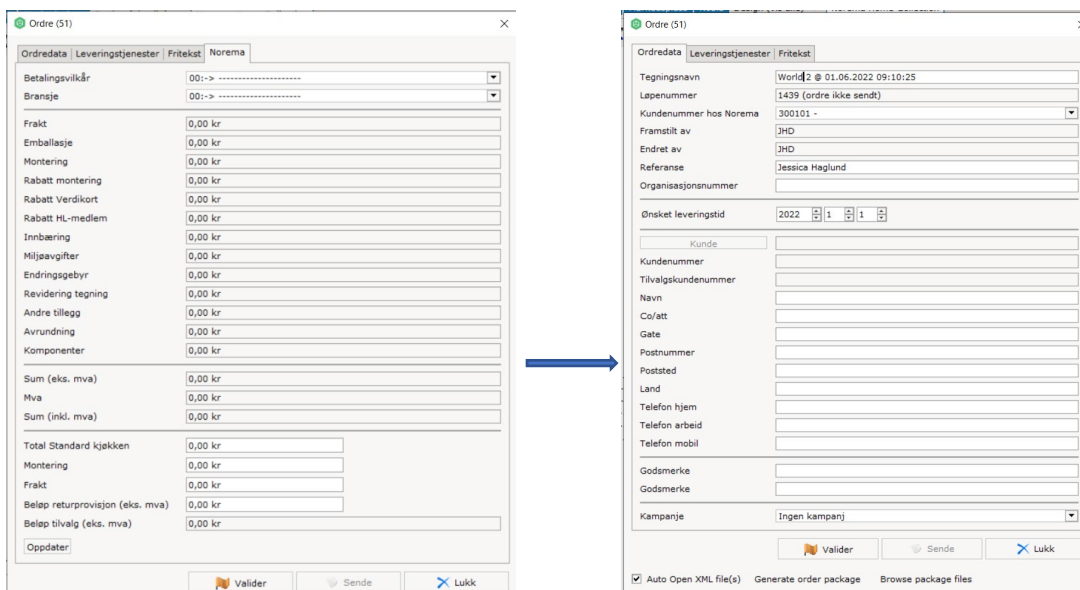 Ordre (51)
Ordredata Leveringstjenester Fritekst Norema
Betalingsvilkår 00:-> ---------------------
Bransje 00:-> ---------------------
Frakt 0,00 kr
Emballasje 0,00 kr
Montering 0,00 kr
Rabatt montering 0,00 kr
Rabatt Verdikort 0,00 kr
Rabatt HL-medlem 0,00 kr
Innbæring 0,00 kr
Miljøavgifter 0,00 kr
Endringsgebyr 0,00 kr
Revidering tegning 0,00 kr
Andre tillegg 0,00 kr
Avrundning 0,00 kr
Komponenter 0,00 kr
Sum (eks. mva) 0,00 kr
Mva 0,00 kr
Sum (inkl. mva) 0,00 kr
Total Standard kjøkken 0,00 kr
Montering 0,00 kr
Frakt 0,00 kr
Beløp returprovisjon (eks. mva) 0,00 kr
Beløp tilvalg (eks. mva) 0,00 kr
Oppdater
Valider Sende Lukk
Ordre (51)
Ordredata Leveringstjenester Fritekst
Tegningsnavn World 2 @ 01.06.2022 09:10:25
Løpenummer 1439 (ordre ikke sendt)
Kundenummer hos Norema 300101 -
Framstilt av JHD
Endret av JHD
Referanse Jessica Haglund
Organisasjonsnummer
Ønsket leveringstid 2022 1 1
Kunde
Kundenummer
Tilvalgskundenummer
Navn
Co/att
Gate
Postnummer
Poststed
Land
Telefon hjem
Telefon arbeid
Telefon mobil
Godsmerke
Godsmerke
Kampanje Ingen kampanj
Valider Sende Lukk
Auto Open XML file(s) Generate order package Browse package files